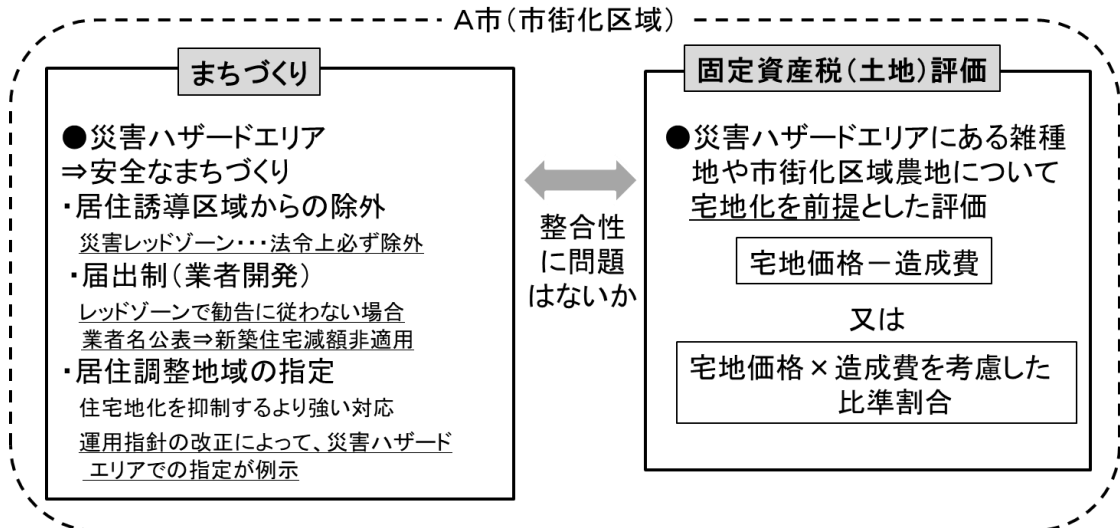 A市(市街化区域)
まちづくり
●災害ハザードエリア
⇒安全なまちづくり
・居住誘導区域からの除外
災害レッドゾーン・・・法令上必ず除外
・届出制(業者開発)
レッドゾーンで勧告に従わない場合
業者名公表⇒新築住宅減額非適用
・居住調整地域の指定
住宅地化を抑制するより強い対応
運用指針の改正によって、災害ハザード
エリアでの指定が例示
整合性
に問題
はないか
固定資産税(土地)評価
●災害ハザードエリアにある雑種
地や市街化区域農地について
宅地化を前提とした評価
宅地価格－造成費
又は
宅地価格×造成費を考慮した
比準割合